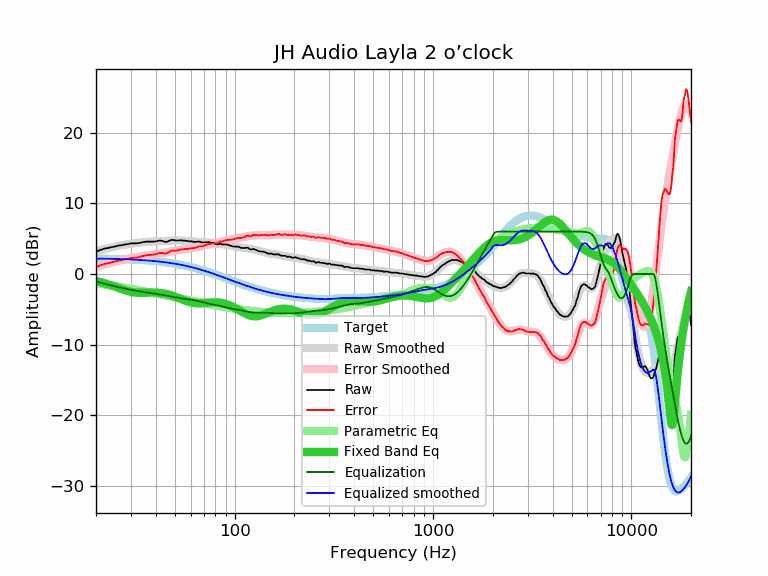 JH Audio Layla 2 o’clock
Amplitude (dBr)
20
10
0
−10
−20
−30
Target
Raw Smoothed
Error Smoothed
Raw
Error
Parametric Eq
Fixed Band Eq
Equalization
Equalized smoothed
100
1000
10000
Frequency (Hz)